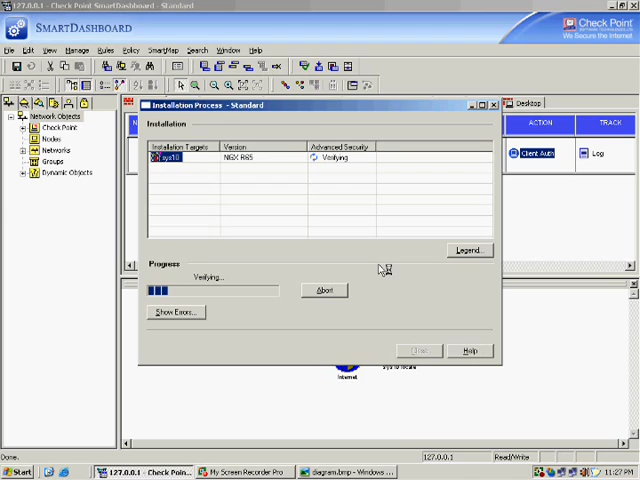 127.0.0.1 - Check Point SmartDashboard - Standard
SMARTDASHBOARD
Check Point
We Secure the Internet.
File Edit View Manage Rules Policy SmartMap Search Window Help
Network Objects
Check Point
Nodes
Networks
Groups
Dynamic Objects
Desktop
ACTION TRACK
Client Auth Log
Installation Process - Standard
Installation
Installation Targets Version Advanced Security
sys10 NGX R65 Verifying
Legend...
Progress
Verifying...
Abort
Show Errors...
Close Help
Internet
Done. 127.0.0.1 Read/Write
Start 127.0.0.1 - Check Poin... My Screen Recorder Pro diagram.bmp - Windows ... 11:27 PM